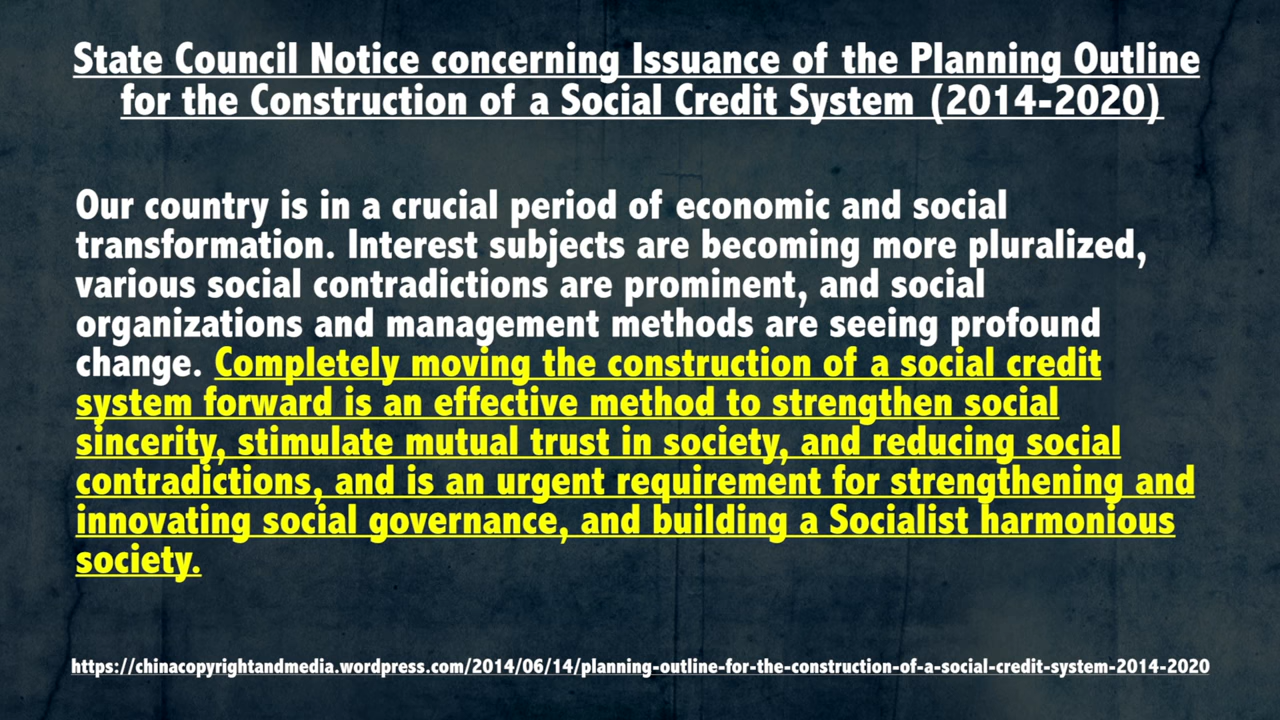 State Council Notice concerning Issuance of the Planning Outline
for the Construction of a Social Credit System (2014-2020)
Our country is in a crucial period of economic and social
transformation. Interest subjects are becoming more pluralized,
various social contradictions are prominent, and social
organizations and management methods are seeing profound
change. Completely moving the construction of a social credit
system forward is an effective method to strengthen social
sincerity, stimulate mutual trust in society, and reducing social
contradictions, and is an urgent requirement for strengthening and
innovating social governance, and building a Socialist harmonious
society.
https://chinacopyrightandmedia.wordpress.com/2014/06/14/planning-outline-for-the-construction-of-a-social-credit-system-2014-2020